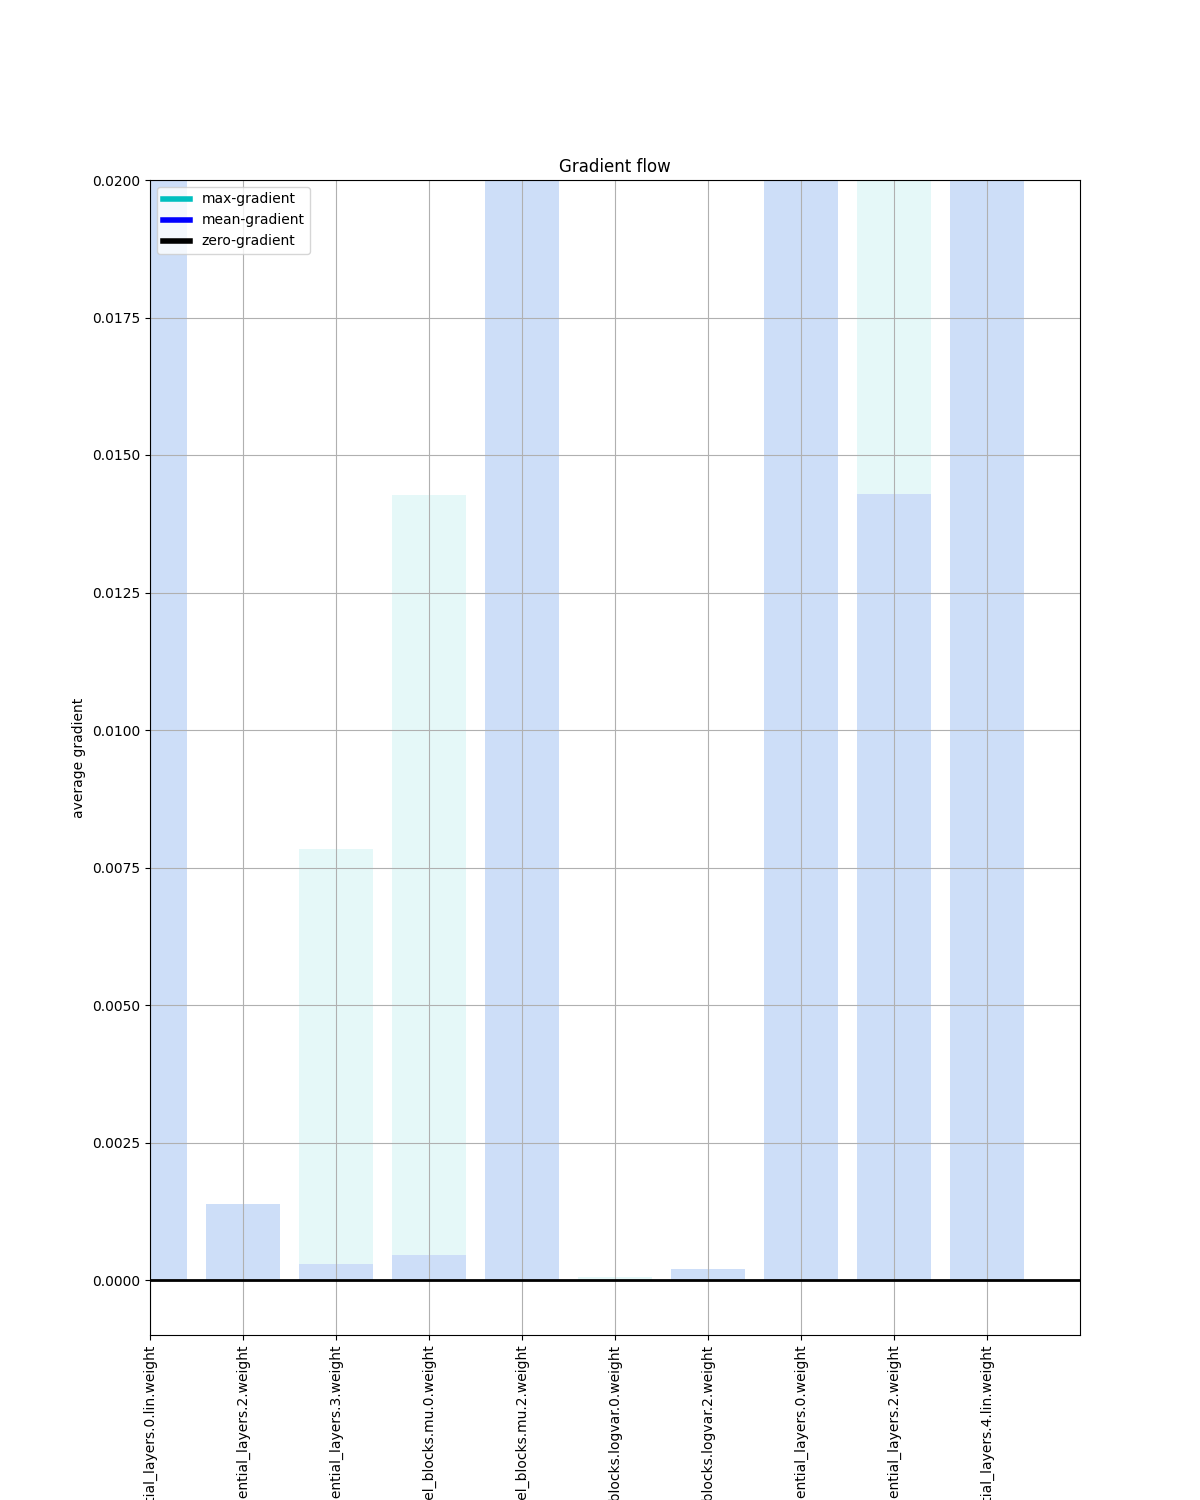 Gradient flow
max-gradient
mean-gradient
zero-gradient
0.0200
0.0175
0.0150
0.0125
0.0100
0.0075
0.0050
0.0025
0.0000
average gradient
tial_layers.0.lin.weight
ential_layers.2.weight
ential_layers.3.weight
el_blocks.mu.0.weight
el_blocks.mu.2.weight
blocks.logvar.0.weight
blocks.logvar.2.weight
ential_layers.0.weight
ential_layers.2.weight
tial_layers.4.lin.weight